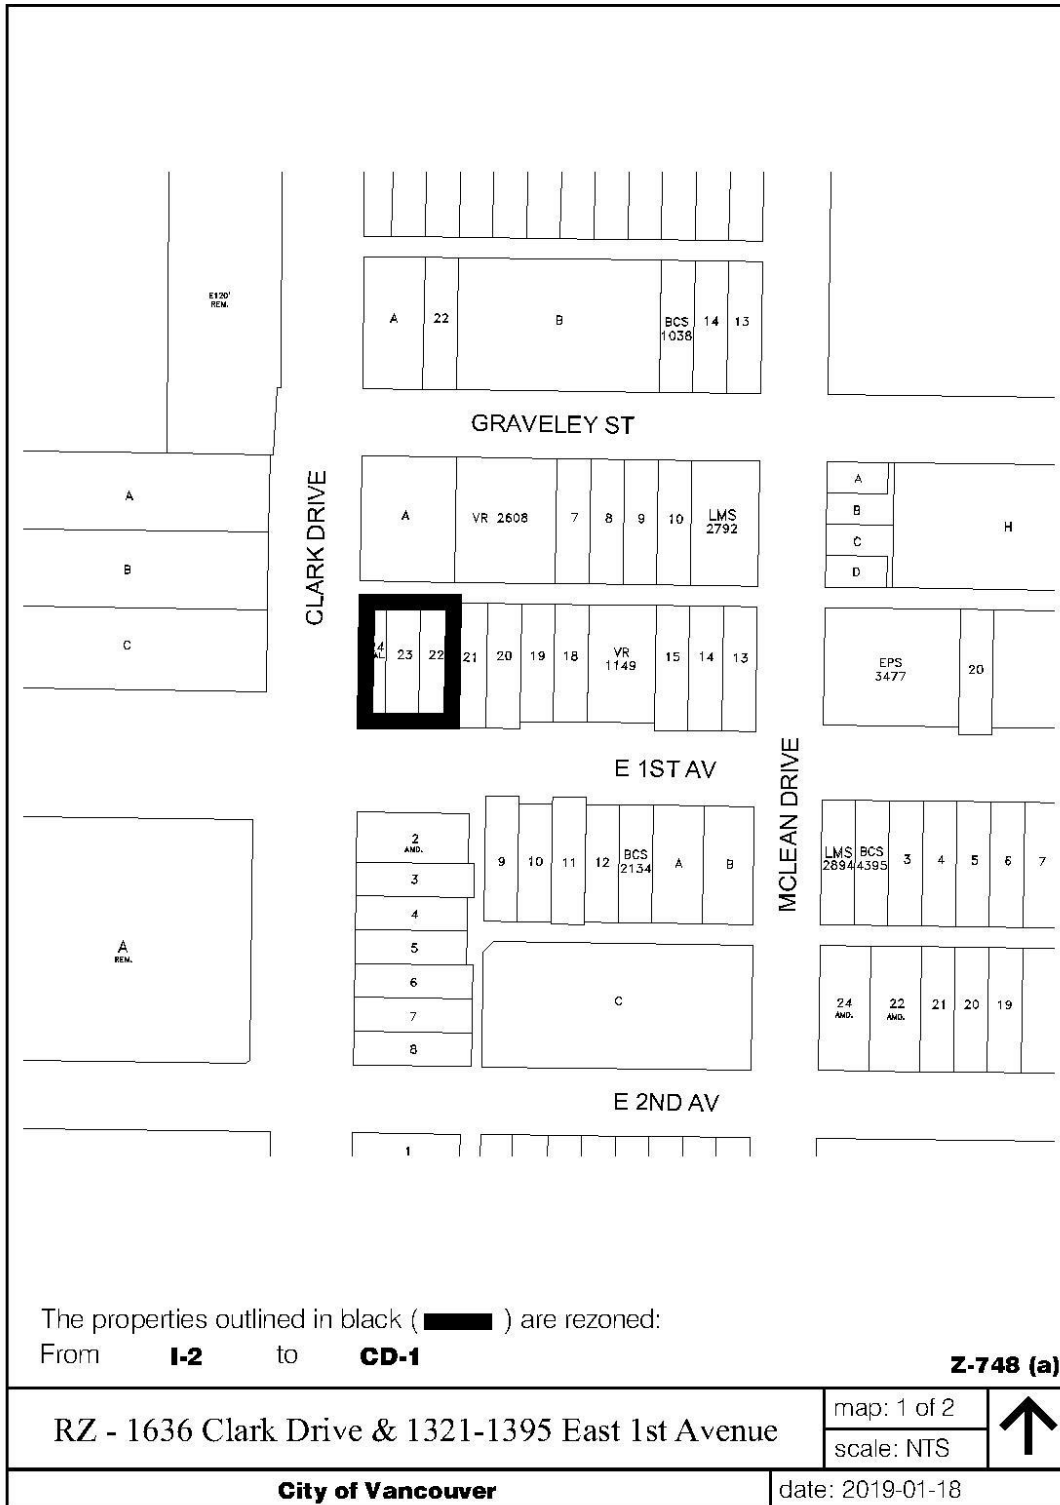 E120'
REM.
A
22
B
BCS
1038
14
13
GRAVELEY ST
CLARK DRIVE
A
B
C
A
VR 2608
7
8
9
10
LMS
2792
A
B
C
D
H
23
22
21
20
19
18
VR
1149
15
14
13
EPS
3477
20
E 1ST AV
MCLEAN DRIVE
2
AMD.
3
4
5
6
7
8
9
10
11
12
BCS
2134
A
B
LMS
2894
BCS
4395
3
4
5
6
7
A
REM.
C
24
AMD.
22
AMD.
21
20
19
E 2ND AV
1
The properties outlined in black ( ) are rezoned:
From I-2 to CD-1
Z-748 (a)
RZ - 1636 Clark Drive & 1321-1395 East 1st Avenue
map: 1 of 2
scale: NTS
City of Vancouver
date: 2019-01-18